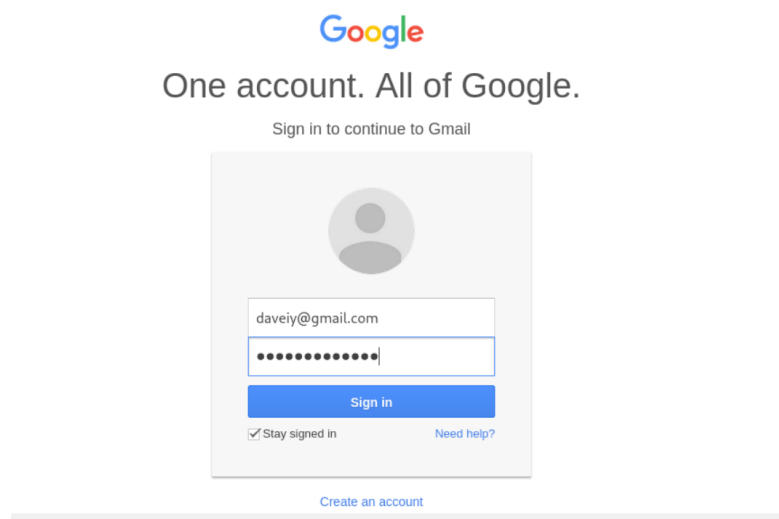 Google
One account. All of Google.
Sign in to continue to Gmail
daveiy@gmail.com
•••••••••••••
Sign in
Stay signed in
Need help?
Create an account